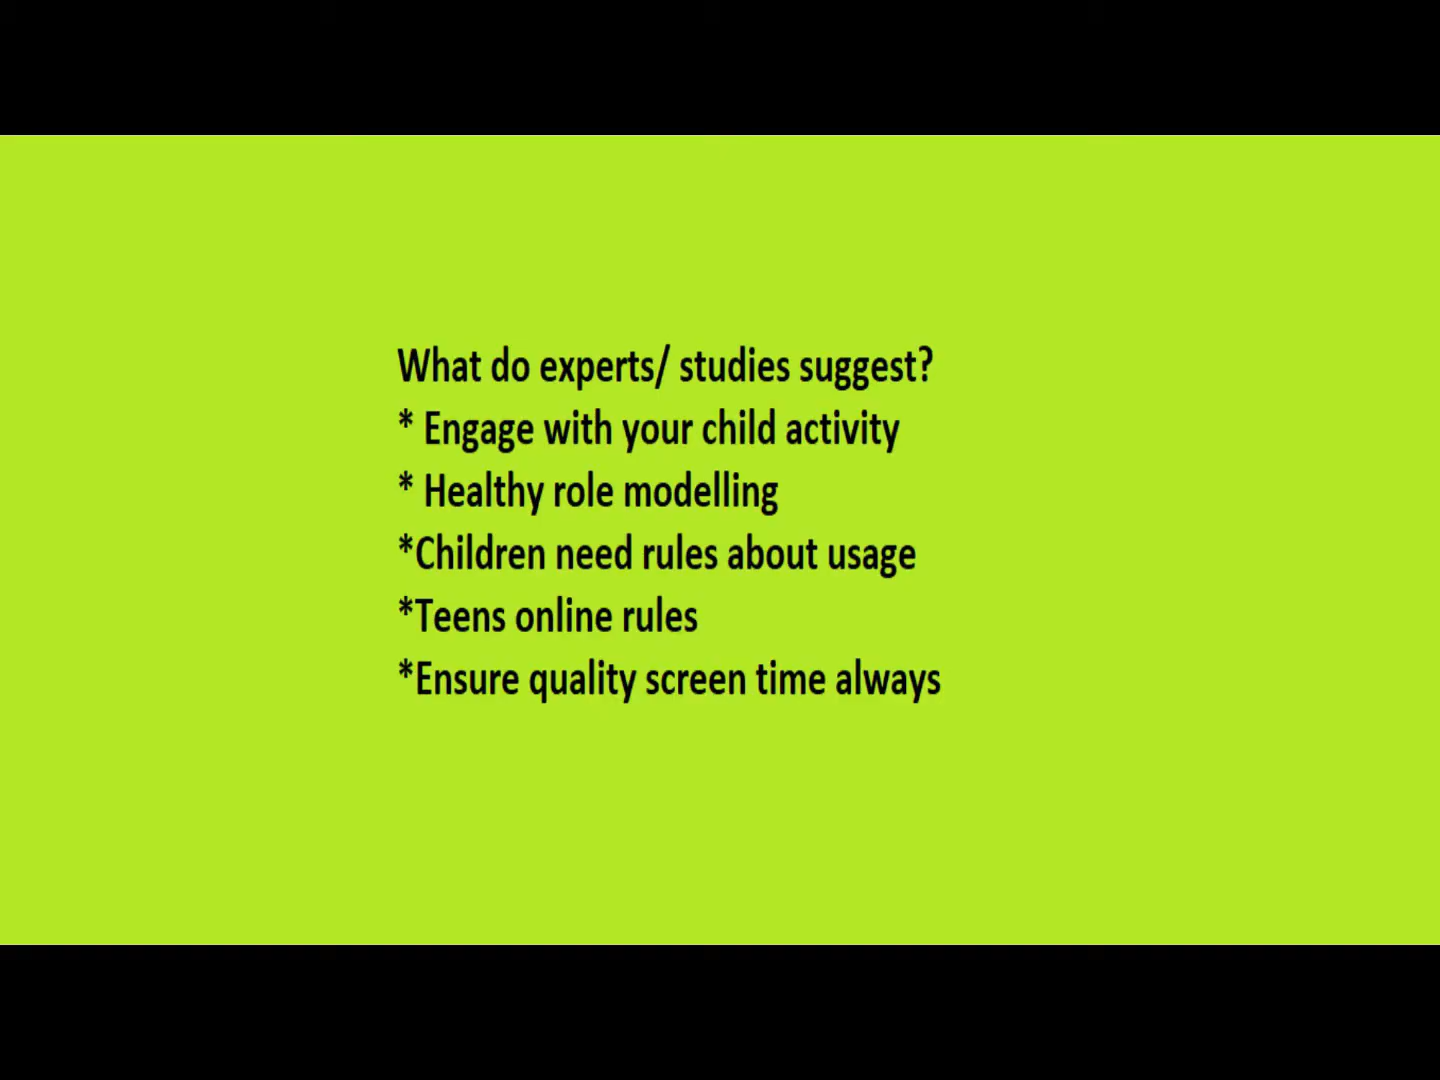 What do experts/ studies suggest?
* Engage with your child activity
* Healthy role modelling
*Children need rules about usage
*Teens online rules
*Ensure quality screen time always